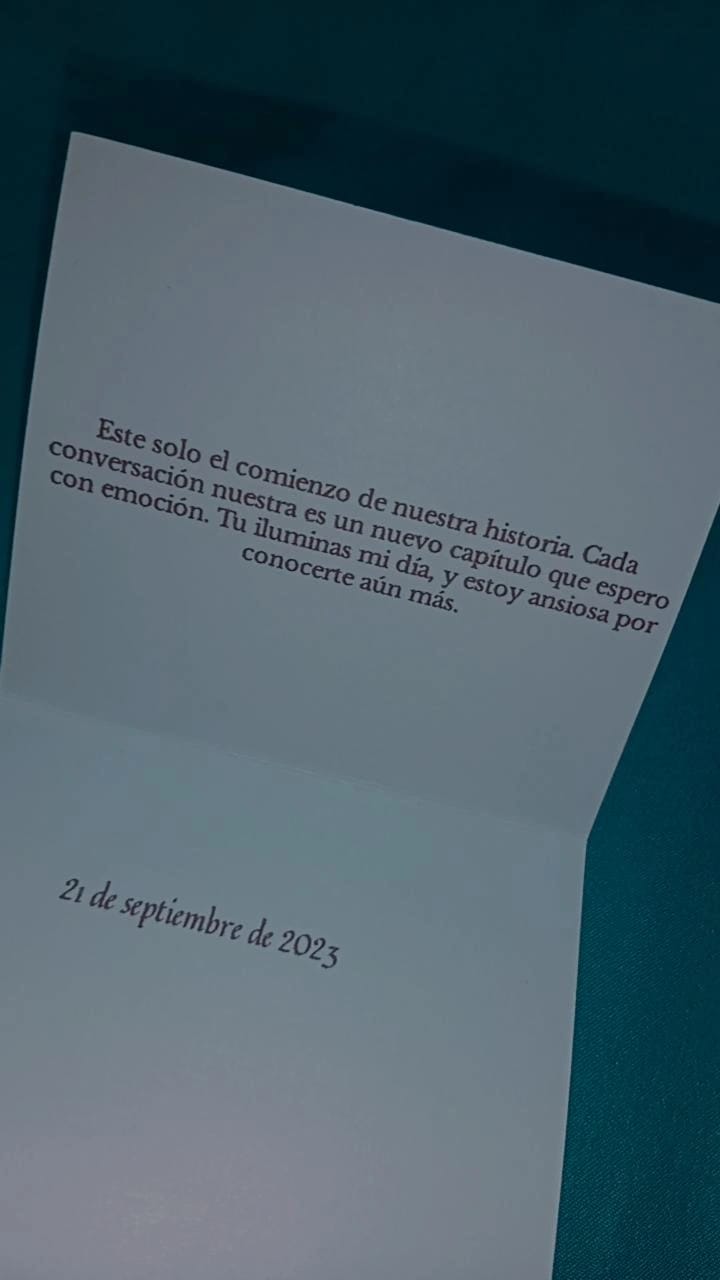 Este solo el comienzo de nuestra historia. Cada
conversación nuestra es un nuevo capítulo que espero
con emoción. Tu iluminas mi día, y estoy ansiosa por
conocerte aún más.
21 de septiembre de 2023